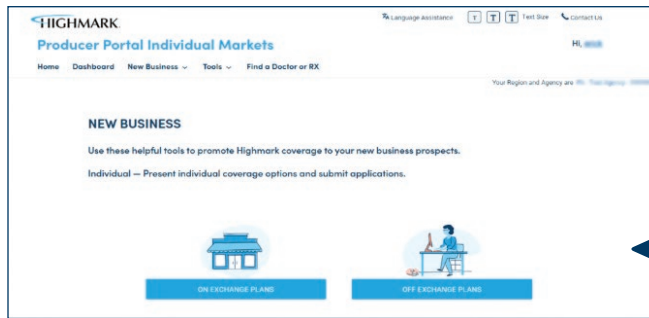 HIGHMARK.
Language Assistance T T T Text Size Contact Us
Producer Portal Individual Markets
Hi,
Home Dashboard New Business Tools Find a Doctor or RX
Your Region and Agency are
NEW BUSINESS
Use these helpful tools to promote Highmark coverage to your new business prospects.
Individual — Present individual coverage options and submit applications.
ON EXCHANGE PLANS OFF EXCHANGE PLANS